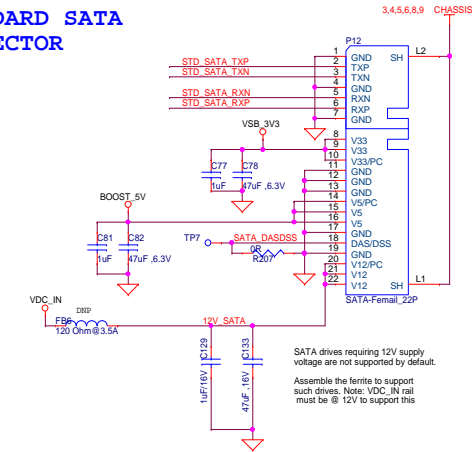 OARD SATA
ECTOR
3,4,5,6,8,9 CHASSIS
P12
1 GND SH L2
STD_SATA_TXP 2 TXP
STD_SATA_TXN 3 TXN
4 GND
STD_SATA_RXN 5 RXN
STD_SATA_RXP 6 RXP
7 GND
VSB_3V3
8 V33
9 V33
10 V33/PC
11 GND
12 GND
13 GND
14 V5/PC
15 V5
16 V5
17 GND
18 DAS/DSS
19 GND
20 V12/PC
21 V12
22 V12 SH L1
SATA-Femail_22P
C77 C78
1uF 47uF ,6.3V
BOOST_5V
C81 C82
1uF 47uF ,6.3V
TP7 SATA_DASDSS
0R
R207
VDC_IN
DNP
FB6
120 Ohm@3.5A
12V_SATA
C129
1uF/16V
C133
47uF ,16V
SATA drives requiring 12V supply
voltage are not supported by default.
Assemble the ferrite to support
such drives. Note: VDC_IN rail
must be @ 12V to support this